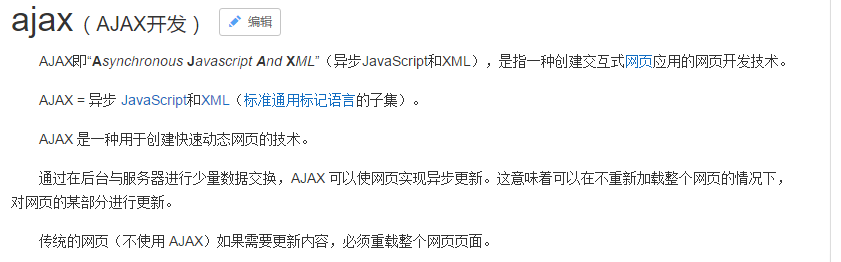 ajax（AJAX开发） 编辑
AJAX即“Asynchronous Javascript And XML”（异步JavaScript和XML），是指一种创建交互式网页应用的网页开发技术。
AJAX = 异步 JavaScript和XML（标准通用标记语言的子集）。
AJAX 是一种用于创建快速动态网页的技术。
通过在后台与服务器进行少量数据交换，AJAX 可以使网页实现异步更新。这意味着可以在不重新加载整个网页的情况下，
对网页的某部分进行更新。
传统的网页（不使用 AJAX）如果需要更新内容，必须重载整个网页页面。